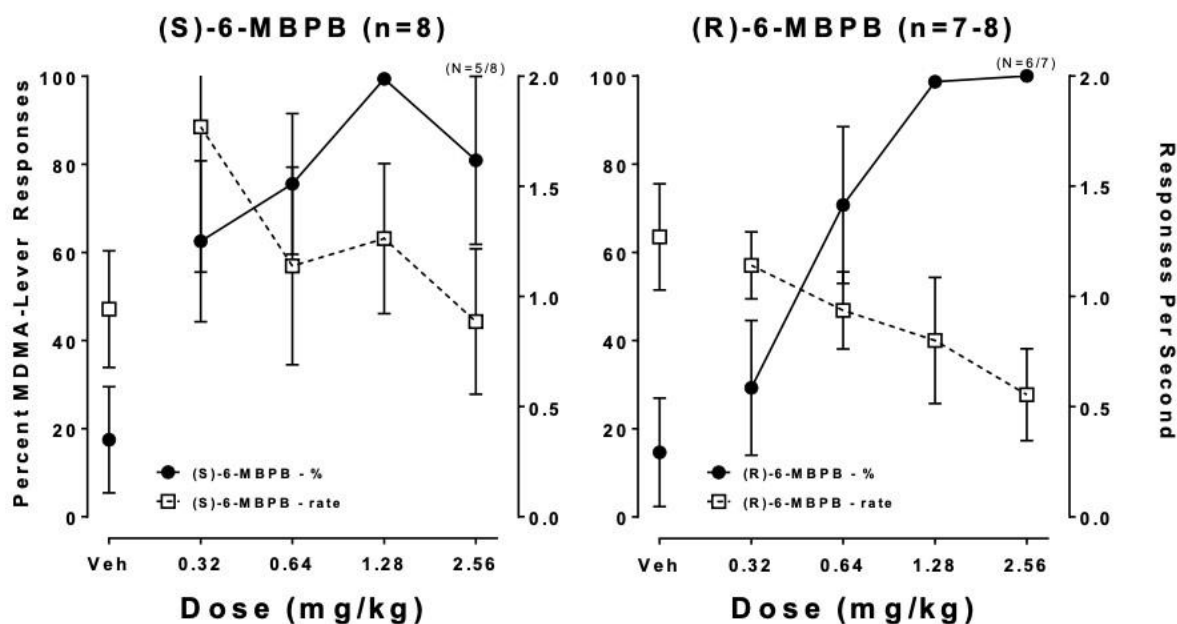 (S)-6-MBPB (n=8)
(N=5/8)
Percent MDMA-Lever Responses
100
80
60
40
20
0
2.0
1.5
1.0
0.5
0.0
(S)-6-MBPB - %
(S)-6-MBPB - rate
Veh 0.32 0.64 1.28 2.56
Dose (mg/kg)
(R)-6-MBPB (n=7-8)
(N=6/7)
100
80
60
40
20
0
2.0
1.5
1.0
0.5
0.0
Responses Per Second
(R)-6-MBPB - %
(R)-6-MBPB - rate
Veh 0.32 0.64 1.28 2.56
Dose (mg/kg)